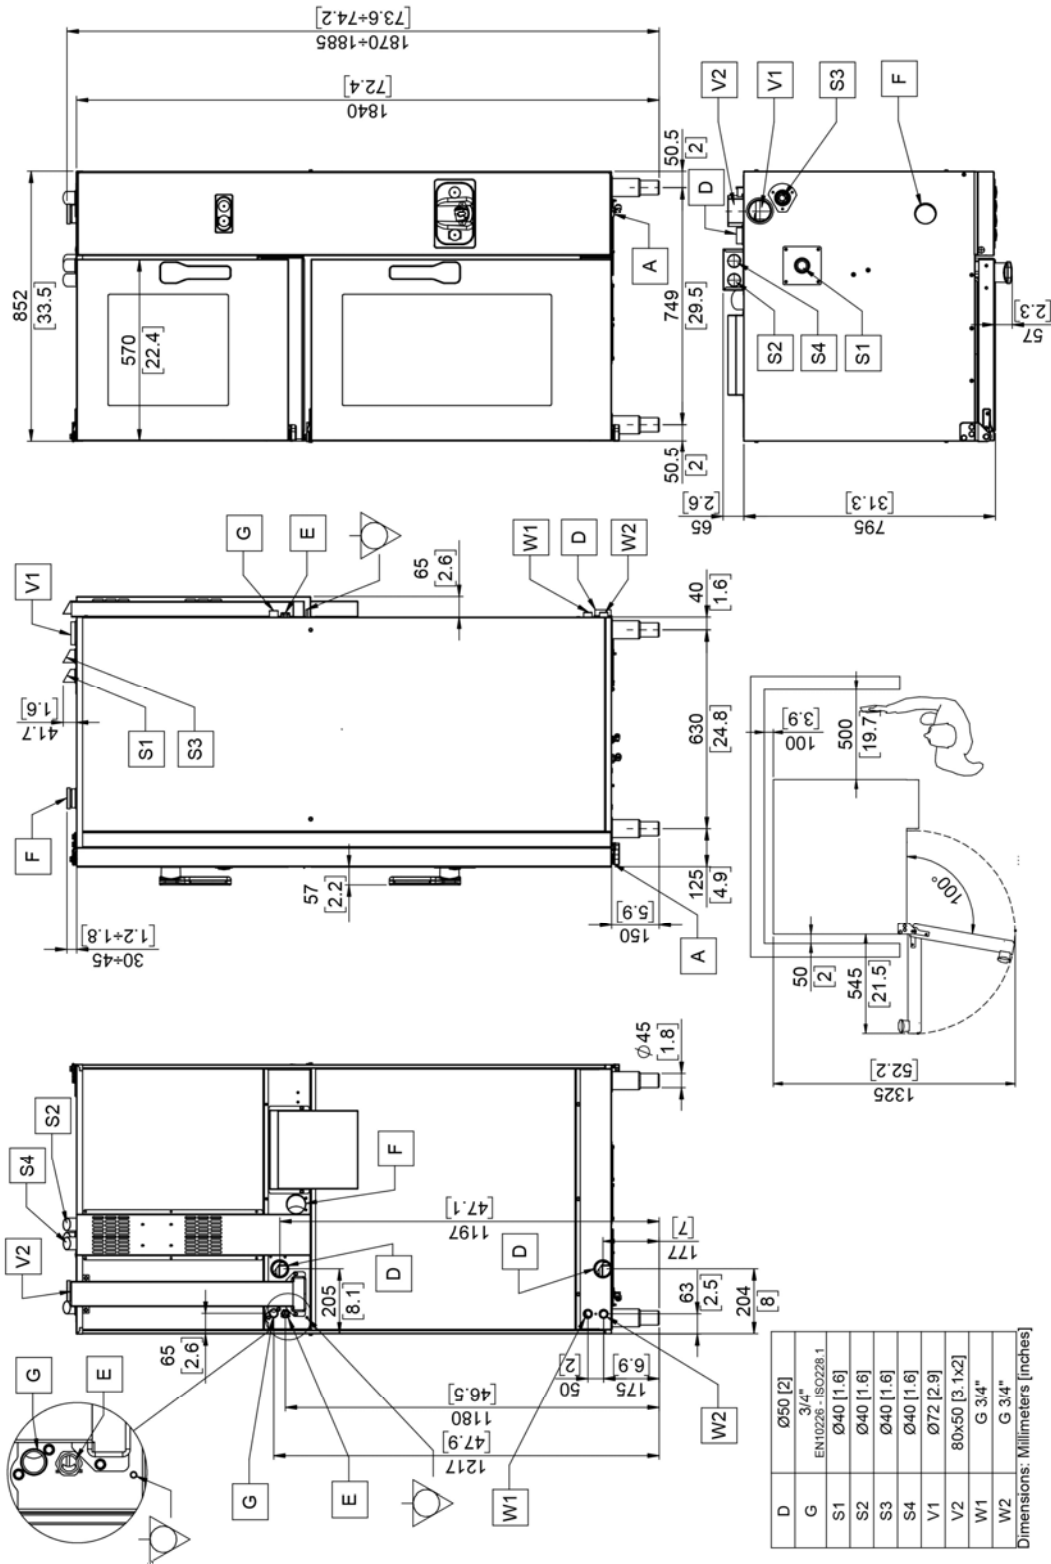 [73.6÷74.2]
1870÷1885
[72.4]
1840
852
[33.5]
570
[22.4]
50.5
[2]
749
[29.5]
50.5
[2]
A
V2
V1
S3
F
D
S2
S4
S1
57
[2.3]
65
[2.6]
795
[31.3]
V1
G
E
65
[2.6]
W1
D
W2
40
[1.6]
41.7
[1.6]
S1
S3
630
[24.8]
F
30÷45
[1.2÷1.8]
57
[2.2]
125
[4.9]
150
[5.9]
A
100
[3.9]
500
[19.7]
100°
50
[2]
545
[21.5]
1325
[52.2]
S2
S4
V2
F
D
D
Ø45
[1.8]
1197
[47.1]
177
[7]
205
[8.1]
63
[2.5]
204
[8]
65
[2.6]
50
[2]
175
[6.9]
1180
[46.5]
1217
[47.9]
G
E
G
E
W1
W2
D Ø50 [2]
G 3/4"
EN10226 - ISO228.1
S1 Ø40 [1.6]
S2 Ø40 [1.6]
S3 Ø40 [1.6]
S4 Ø40 [1.6]
V1 Ø72 [2.9]
V2 80x50 [3.1x2]
W1 G 3/4"
W2 G 3/4"
Dimensions: Millimeters [inches]